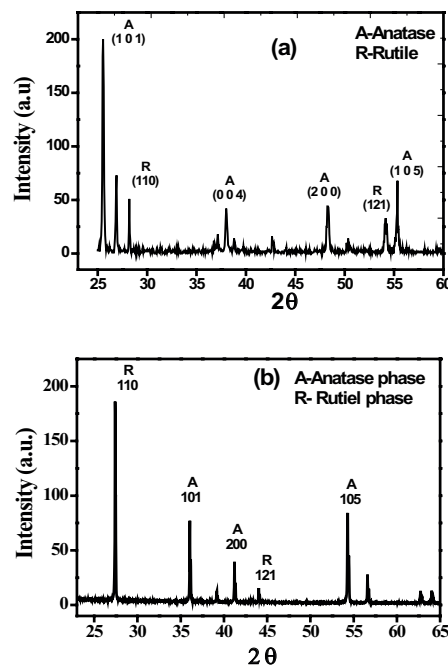 A
(1 0 1)
(a)
A-Anatase
R-Rutile
200
150
100
50
0
Intensity (a.u)
R
(110)
A
(0 0 4)
A
(2 0 0)
R
(121)
A
(1 0 5)
25 30 35 40 45 50 55 60
2θ
R
110
(b)
A-Anatase phase
R- Rutiel phase
200
150
100
50
0
Intensity (a.u.)
A
101
A
200
R
121
A
105
25 30 35 40 45 50 55 60 65
2θ